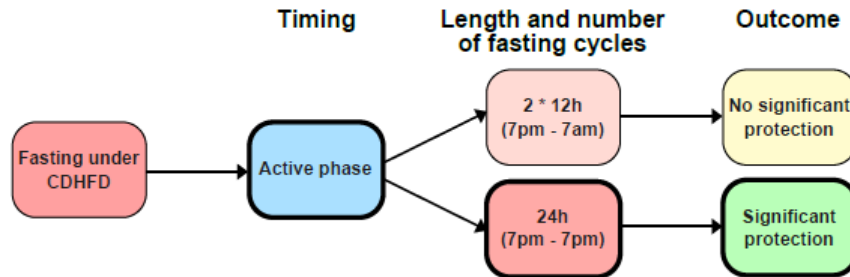 Timing
Length and number
of fasting cycles
Outcome
Fasting under
CDHFD
Active phase
2 * 12h
(7pm - 7am)
No significant
protection
24h
(7pm - 7pm)
Significant
protection